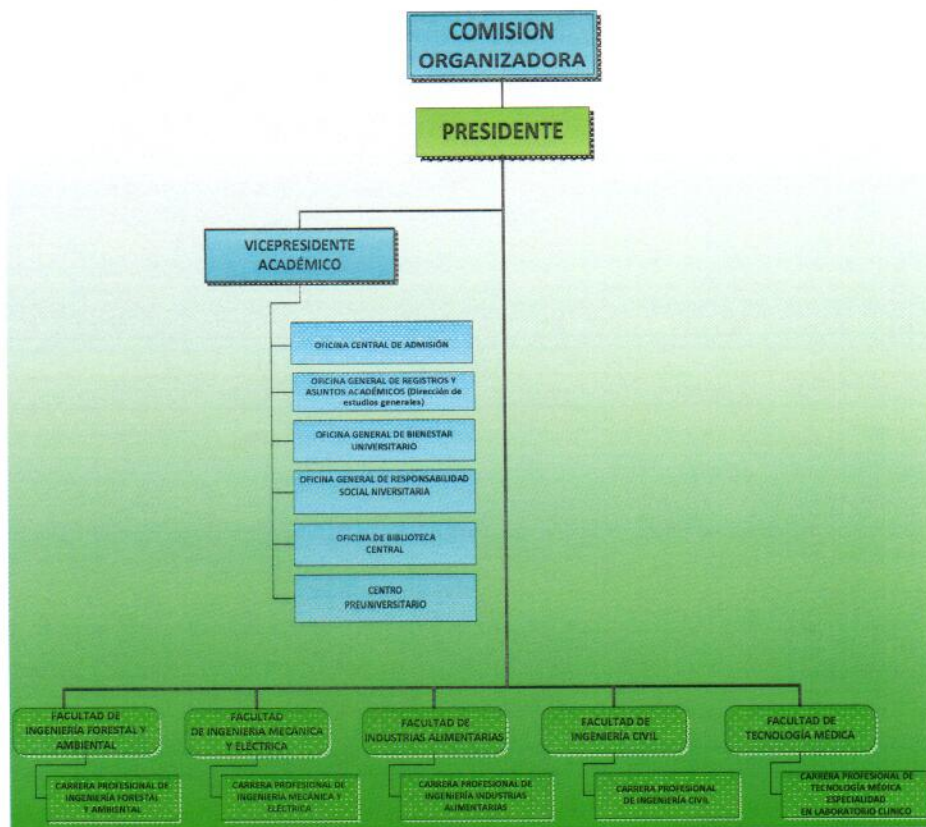 COMISION
ORGANIZADORA
PRESIDENTE
VICEPRESIDENTE
ACADÉMICO
OFICINA CENTRAL DE ADMISIÓN
OFICINA GENERAL DE REGISTROS Y
ASUNTOS ACADÉMICOS (Dirección de
estudios generales)
OFICINA GENERAL DE BIENESTAR
UNIVERSITARIO
OFICINA GENERAL DE RESPONSABILIDAD
SOCIAL NIVERSITARIA
OFICINA DE BIBLIOTECA
CENTRAL
CENTRO
PREUNIVERSITARIO
FACULTAD DE
INGENIERÍA FORESTAL Y
AMBIENTAL
CARRERA PROFESIONAL DE
INGENIERÍA FORESTAL
Y AMBIENTAL
FACULTAD
DE INGENIERÍA MECÁNICA
Y ELÉCTRICA
CARRERA PROFESIONAL DE
INGENIERÍA MECÁNICA Y
ELÉCTRICA
FACULTAD DE
INDUSTRIAS ALIMENTARIAS
CARRERA PROFESIONAL DE
INGENIERÍA INDUSTRIAS
ALIMENTARIAS
FACULTAD DE
INGENIERÍA CIVIL
CARRERA PROFESIONAL
DE INGENIERÍA CIVIL
FACULTAD DE
TECNOLOGÍA MÉDICA
CARRERA PROFESIONAL DE
TECNOLOGÍA MÉDICA
ESPECIALIDAD
EN LABORATORIO CLINICO